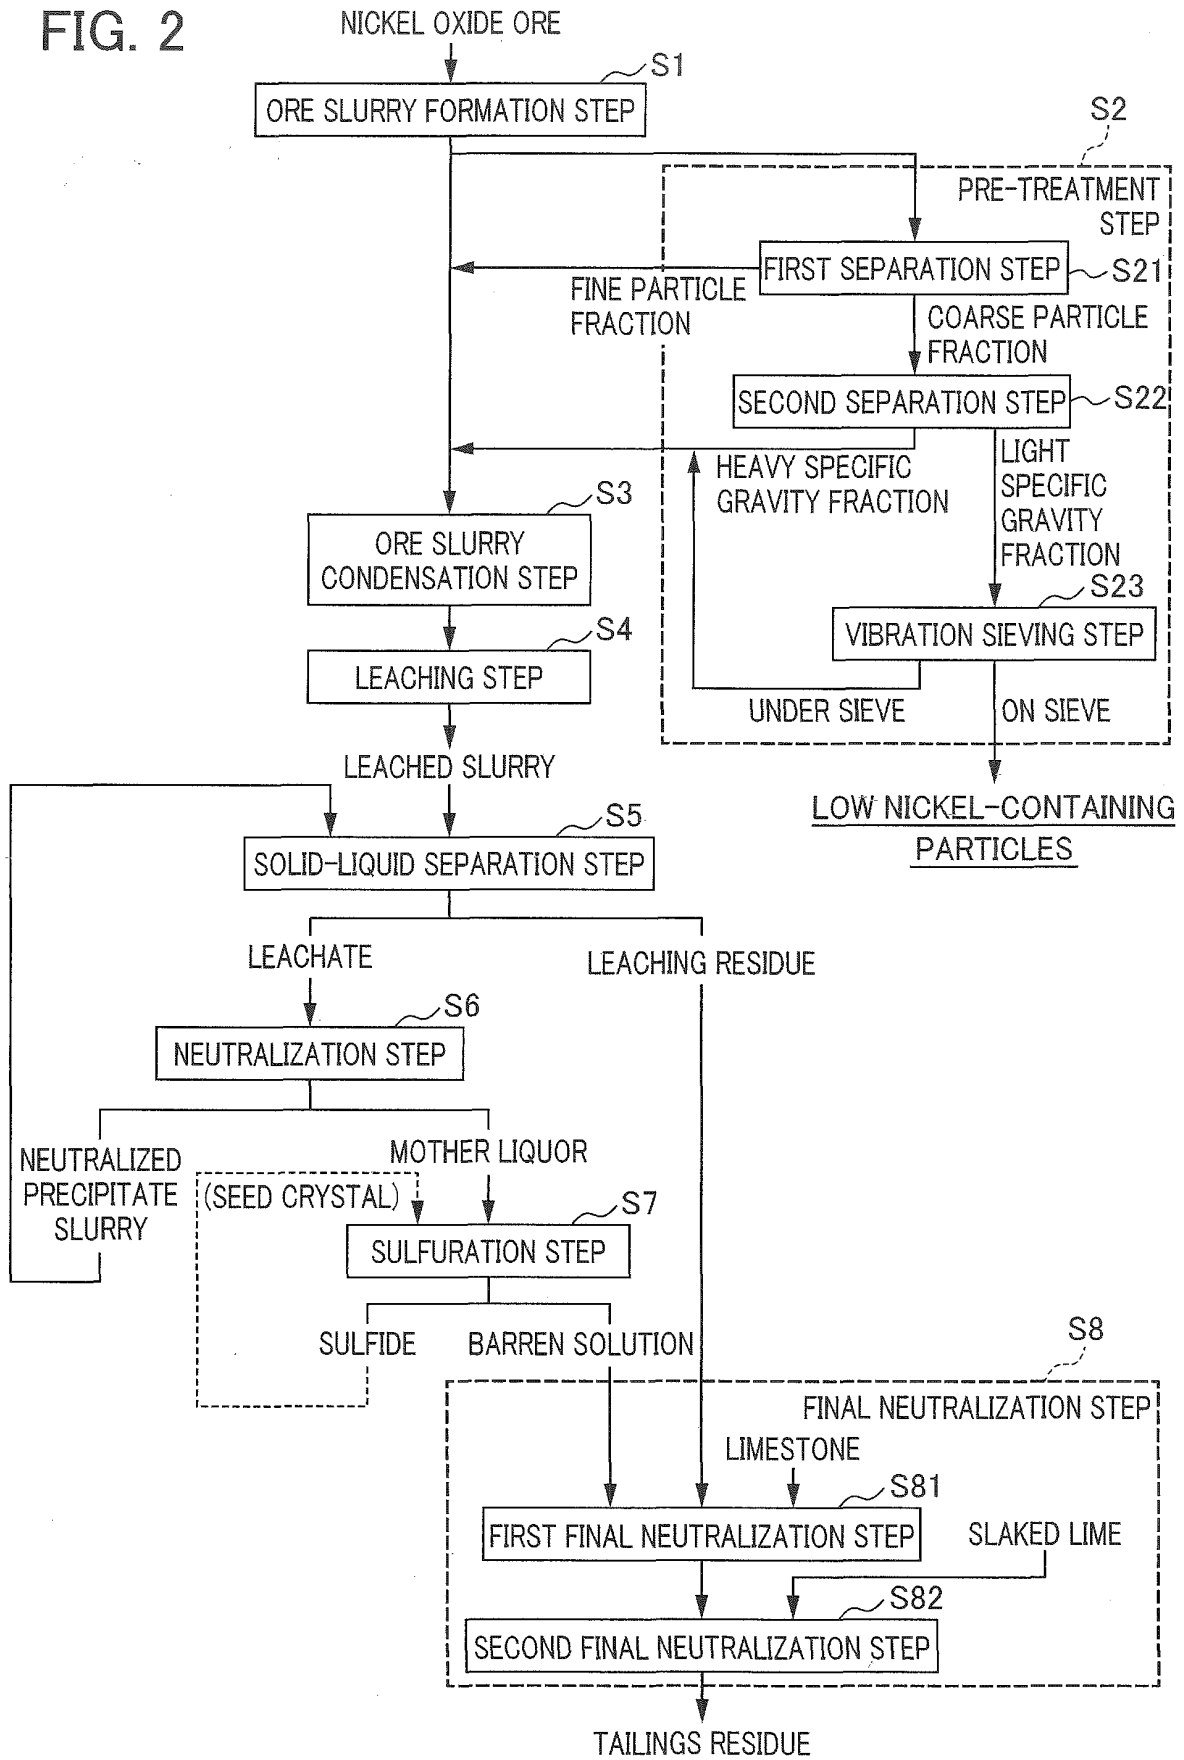 FIG. 2
NICKEL OXIDE ORE
S1
ORE SLURRY FORMATION STEP
S2
PRE-TREATMENT
STEP
FIRST SEPARATION STEP
S21
FINE PARTICLE
FRACTION
COARSE PARTICLE
FRACTION
SECOND SEPARATION STEP
S22
HEAVY SPECIFIC
GRAVITY FRACTION
LIGHT
SPECIFIC
GRAVITY
FRACTION
S3
ORE SLURRY
CONDENSATION STEP
S23
VIBRATION SIEVING STEP
S4
LEACHING STEP
UNDER SIEVE
ON SIEVE
LEACHED SLURRY
LOW NICKEL-CONTAINING
PARTICLES
S5
SOLID-LIQUID SEPARATION STEP
LEACHATE
LEACHING RESIDUE
S6
NEUTRALIZATION STEP
NEUTRALIZED
PRECIPITATE
SLURRY
MOTHER LIQUOR
(SEED CRYSTAL)
S7
SULFURATION STEP
SULFIDE
BARREN SOLUTION
S8
FINAL NEUTRALIZATION STEP
LIMESTONE
S81
FIRST FINAL NEUTRALIZATION STEP
SLAKED LIME
S82
SECOND FINAL NEUTRALIZATION STEP
TAILINGS RESIDUE